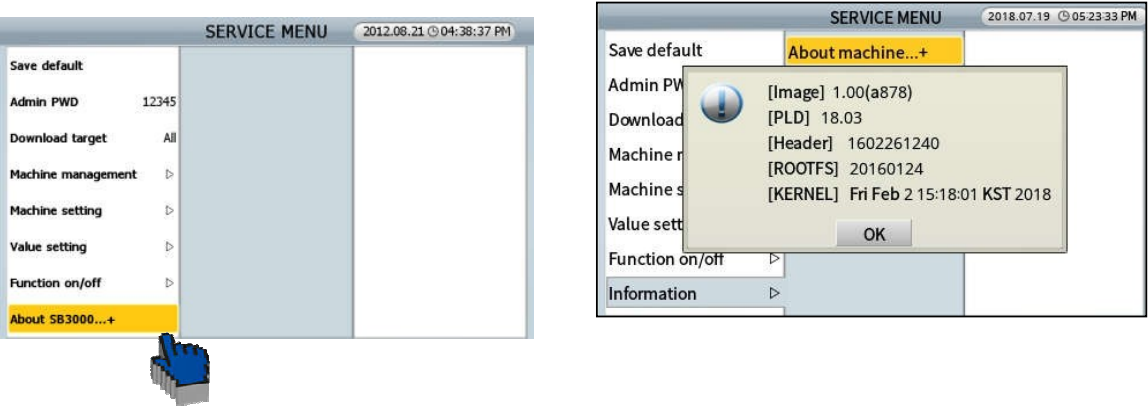 SERVICE MENU 2012.08.21 04:38:37 PM
Save default
Admin PWD 12345
Download target All
Machine management
Machine setting
Value setting
Function on/off
About SB3000...+
SERVICE MENU 2018.07.19 05:23:33 PM
Save default
About machine...+
Admin PW
Download
Machine
Machine s
Value sett
Function on/off
Information
[Image] 1.00(a878)
[PLD] 18.03
[Header] 1602261240
[ROOTFS] 20160124
[KERNEL] Fri Feb 2 15:18:01 KST 2018
OK